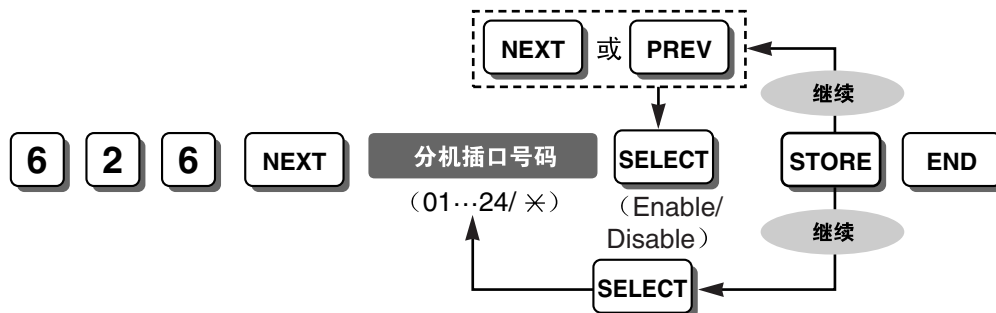 NEXT 或 PREV
继续
6 2 6 NEXT 分机插口号码 SELECT STORE END
(01···24/ ✳)
(Enable/
Disable)
继续
SELECT